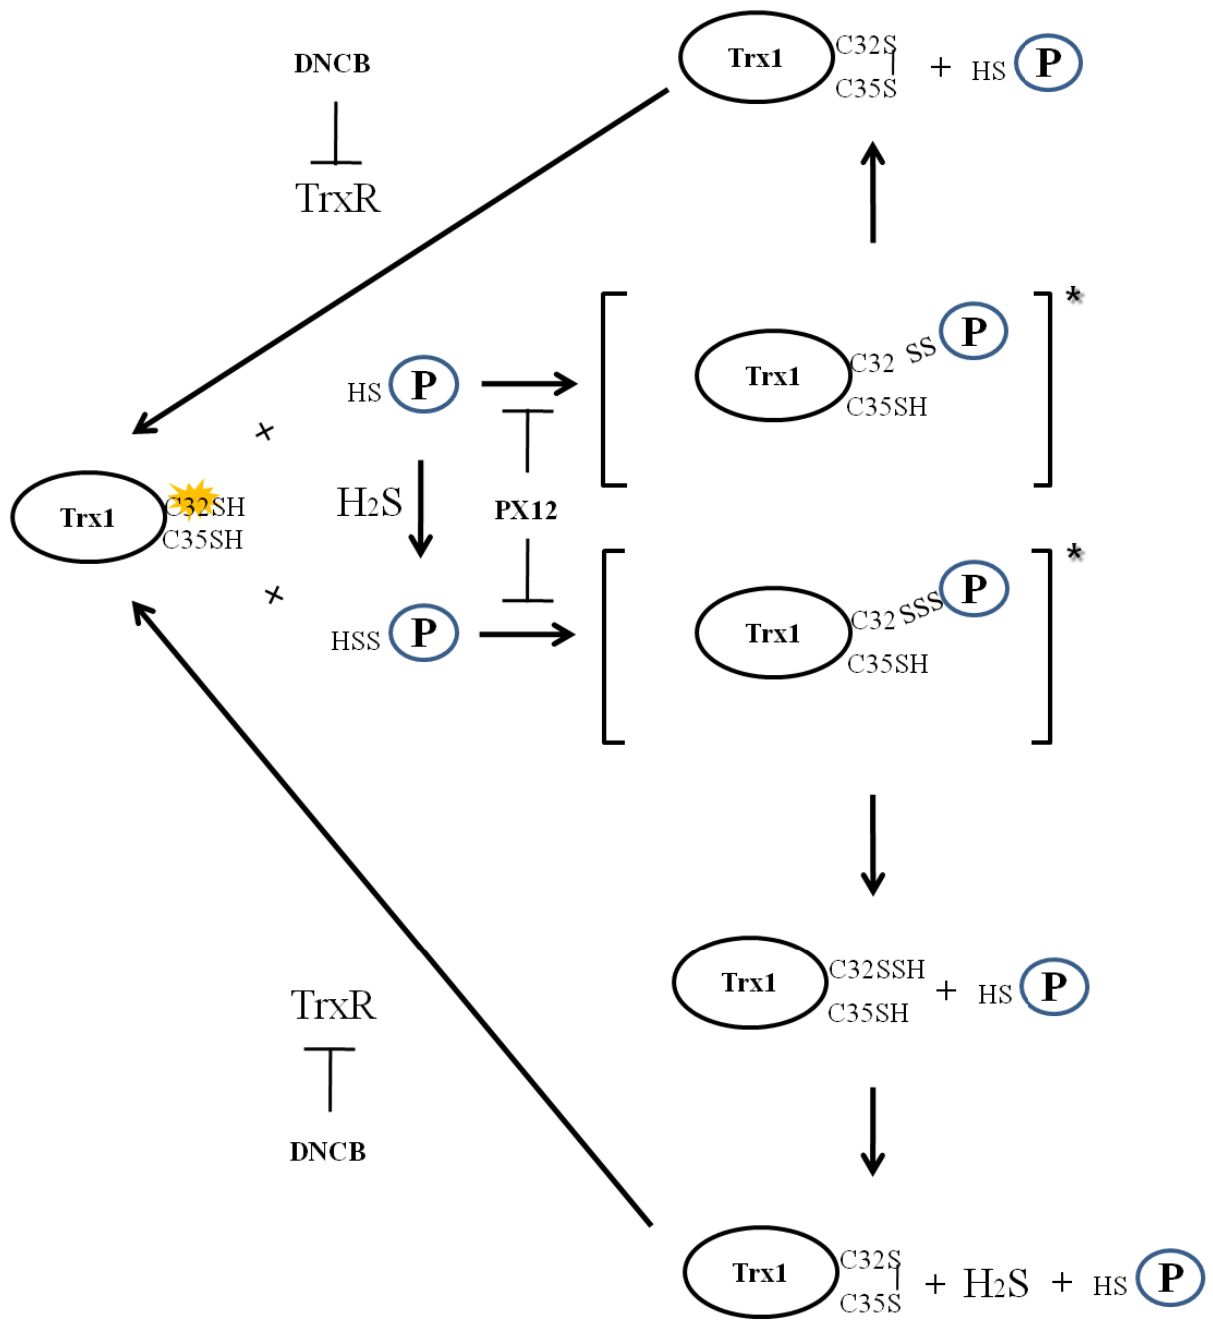 DNCB
TrxR
Trx1 C32S
C35S
+ HS P
*
HS P
Trx1 C32 SS P
C35SH
+
Trx1 C32SH
C35SH
H2S
PX12
+
*
HSS P
Trx1 C32 SSS P
C35SH
Trx1 C32SSH
C35SH
+ HS P
TrxR
DNCB
Trx1 C32S
C35S
+ H2S + HS P